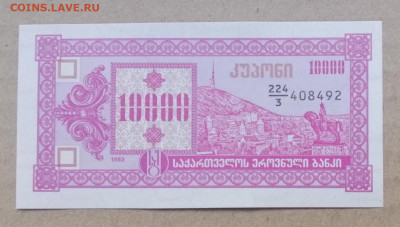 COINS.LAVE.RU
კუპონი 10000
224/3 408492
10000
1993
საქართველოს ეროვნული ბანკი